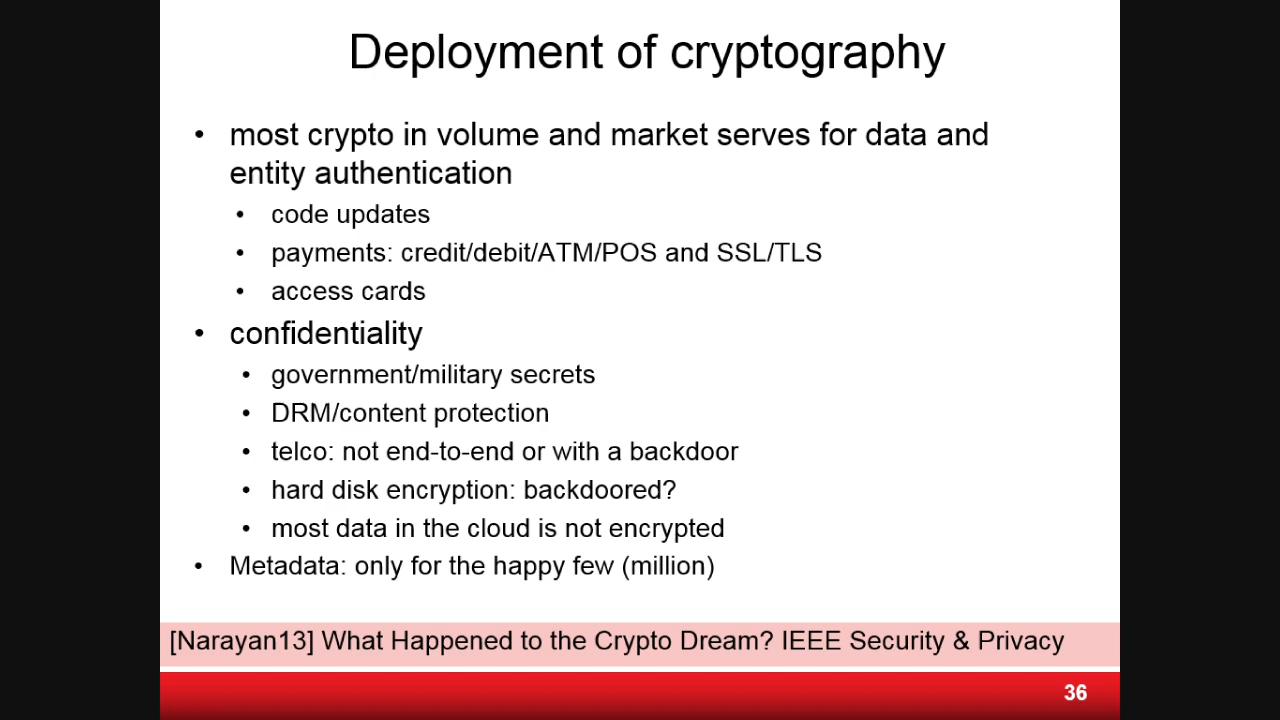 Deployment of cryptography
• most crypto in volume and market serves for data and
entity authentication
• code updates
• payments: credit/debit/ATM/POS and SSL/TLS
• access cards
• confidentiality
• government/military secrets
• DRM/content protection
• telco: not end-to-end or with a backdoor
• hard disk encryption: backdoored?
• most data in the cloud is not encrypted
• Metadata: only for the happy few (million)
[Narayan13] What Happened to the Crypto Dream? IEEE Security & Privacy
36